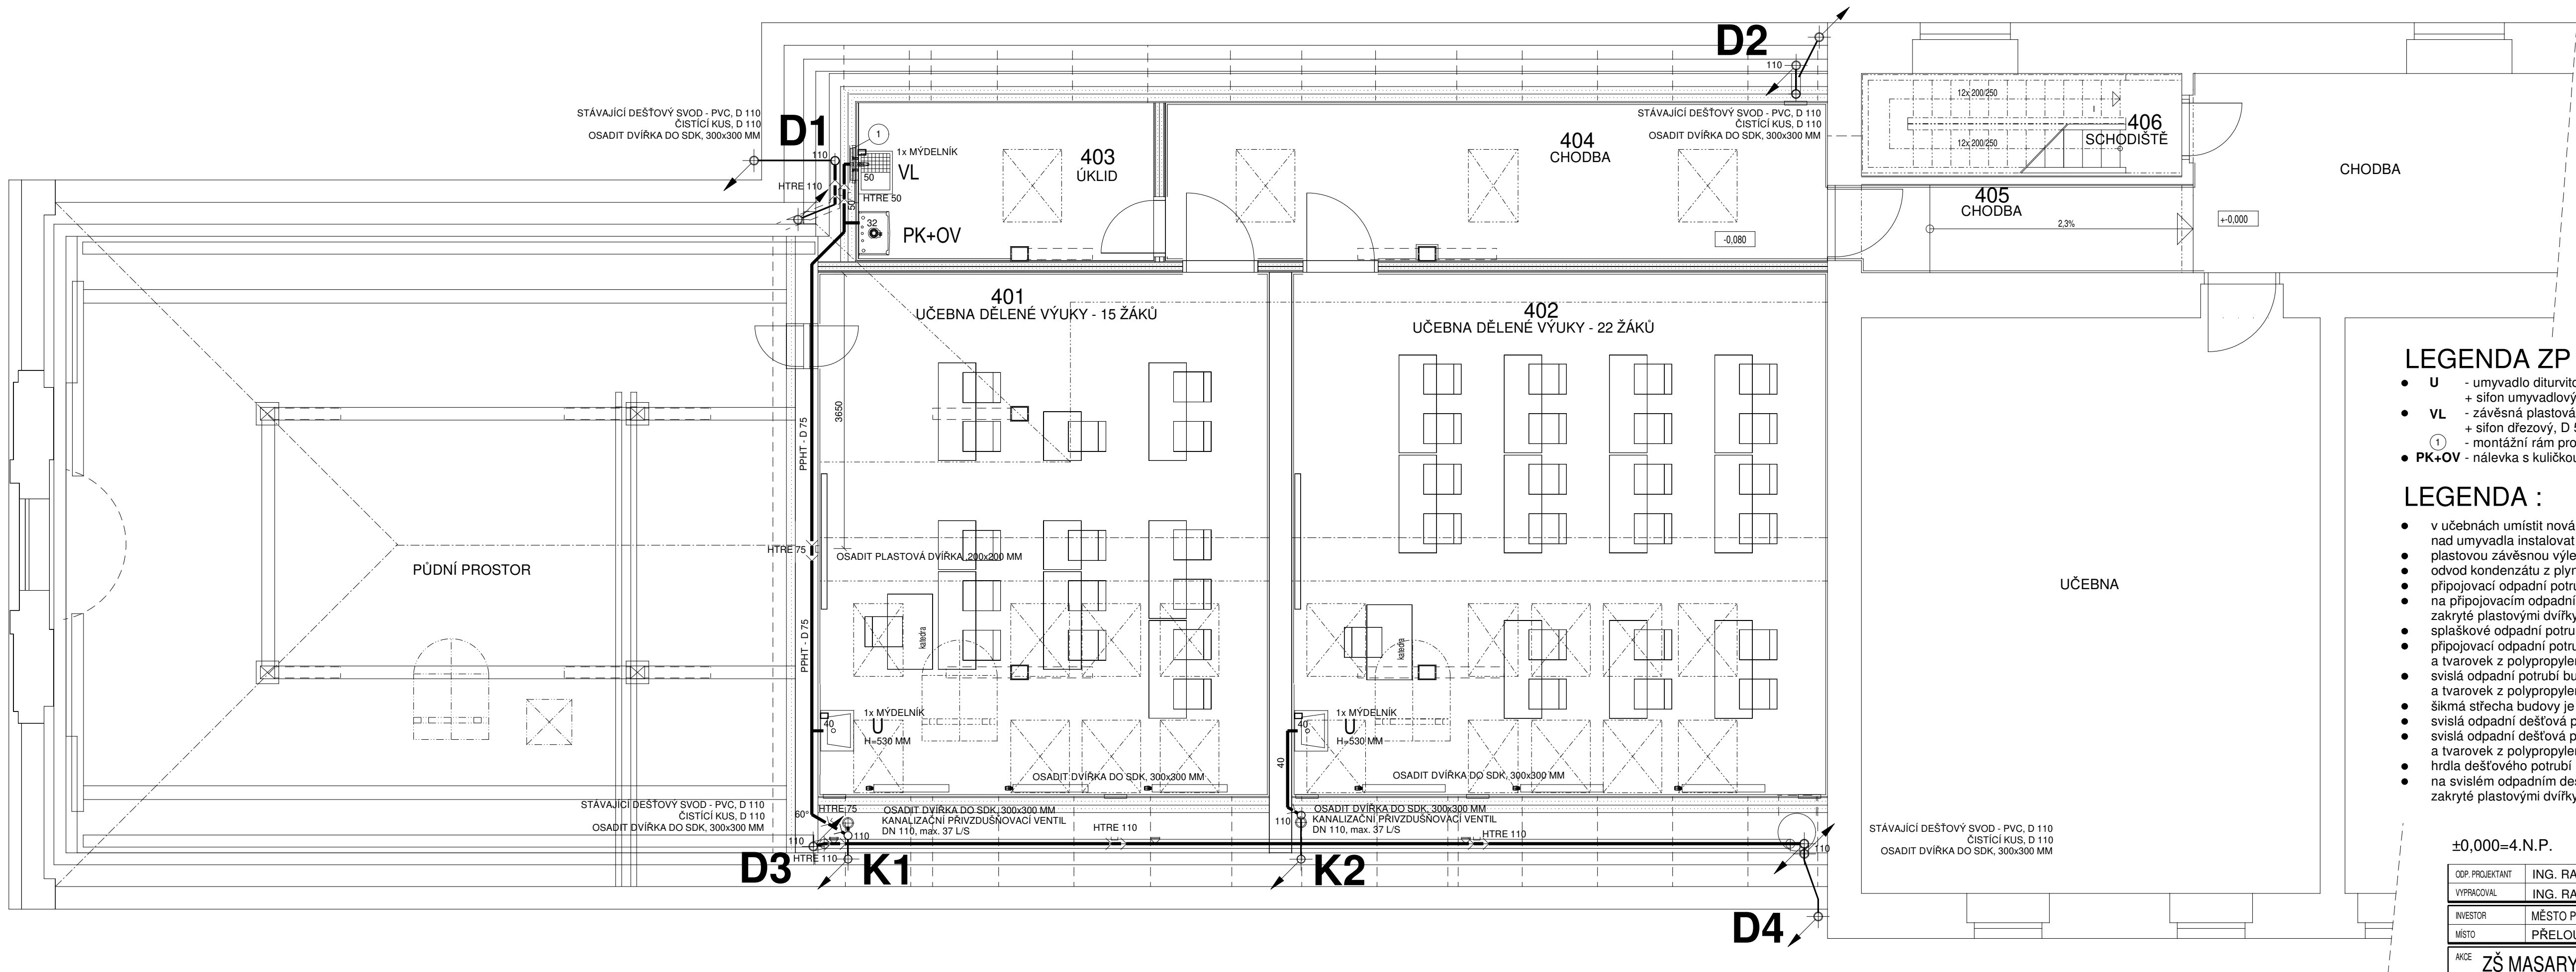 D2
110
STÁVAJÍCÍ DEŠŤOVÝ SVOD - PVC, D 110
ČISTÍCÍ KUS, D 110
OSADIT DVÍŘKA DO SDK, 300x300 MM
D1
110
HTRE 110
1
1x MÝDELNÍK
VL
50
HTRE 50
50
32
PK+OV
403
ÚKLID
404
CHODBA
STÁVAJÍCÍ DEŠŤOVÝ SVOD - PVC, D 110
ČISTÍCÍ KUS, D 110
OSADIT DVÍŘKA DO SDK, 300x300 MM
-0,080
12x 200/250
12x 200/250
406
SCHODIŠTĚ
405
CHODBA
2,3%
+-0,000
CHODBA
401
UČEBNA DĚLENÉ VÝUKY - 15 ŽÁKŮ
402
UČEBNA DĚLENÉ VÝUKY - 22 ŽÁKŮ
PPHT - D 75
3650
HTRE 75
OSADIT PLASTOVÁ DVÍŘKA ,200x200 MM
PŮDNÍ PROSTOR
PPHT - D 75
katedra
katedra
UČEBNA
1x MÝDELNÍK
40
U
H=530 MM
1x MÝDELNÍK
40
U
H=530 MM
40
OSADIT DVÍŘKA DO SDK, 300x300 MM
OSADIT DVÍŘKA DO SDK, 300x300 MM
STÁVAJÍCÍ DEŠŤOVÝ SVOD - PVC, D 110
ČISTÍCÍ KUS, D 110
OSADIT DVÍŘKA DO SDK, 300x300 MM
60°
HTRE 75
OSADIT DVÍŘKA DO SDK, 300x300 MM
KANALIZAČNÍ PŘIVZDUŠŇOVACÍ VENTIL
DN 110, max. 37 L/S
HTRE 110
110
OSADIT DVÍŘKA DO SDK, 300x300 MM
KANALIZAČNÍ PŘIVZDUŠŇOVACÍ VENTIL
DN 110, max. 37 L/S
HTRE 110
110
110
HTRE 110
D3
K1
K2
110
D4
STÁVAJÍCÍ DEŠŤOVÝ SVOD - PVC, D 110
ČISTÍCÍ KUS, D 110
OSADIT DVÍŘKA DO SDK, 300x300 MM
LEGENDA ZP
U - umyvadlo diturvit
+ sifon umyvadlový
VL - závěsná plastová
+ sifon dřezový, D
1 - montážní rám pro
PK+OV - nálevka s kuličkou
LEGENDA :
v učebnách umístit nová
nad umyvadla instalovat
plastovou závěsnou výle
odvod kondenzátu z plyn
připojovací odpadní potru
na připojovacím odpadní
zakryté plastovými dvířky
splaškové odpadní potru
připojovací odpadní potru
a tvarovek z polypropyle
svislá odpadní potrubí bu
a tvarovek z polypropyle
šikmá střecha budovy je
svislá odpadní dešťová p
svislá odpadní dešťová p
a tvarovek z polypropyle
hrdla dešťového potrubí
na svislém odpadním de
zakryté plastovými dvířky
±0,000=4.N.P.
ODP. PROJEKTANT ING. RA
VYPRACOVAL ING. RA
INVESTOR MĚSTO P
MÍSTO PŘELOU
AKCE ZŠ MASARY